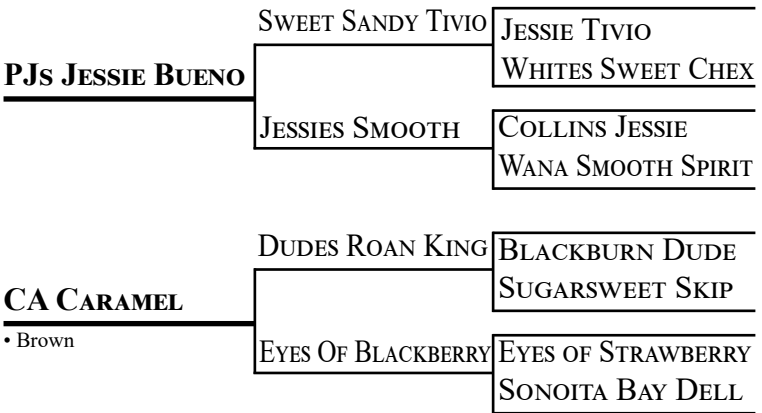 Sweet Sandy Tivio
Jessie Tivio
PJs Jessie Bueno
Whites Sweet Chex
Jessies Smooth
Collins Jessie
Wana Smooth Spirit
Dudes Roan King
Blackburn Dude
CA Caramel
Sugarsweet Skip
• Brown
Eyes Of Blackberry
Eyes of Strawberry
Sonoita Bay Dell